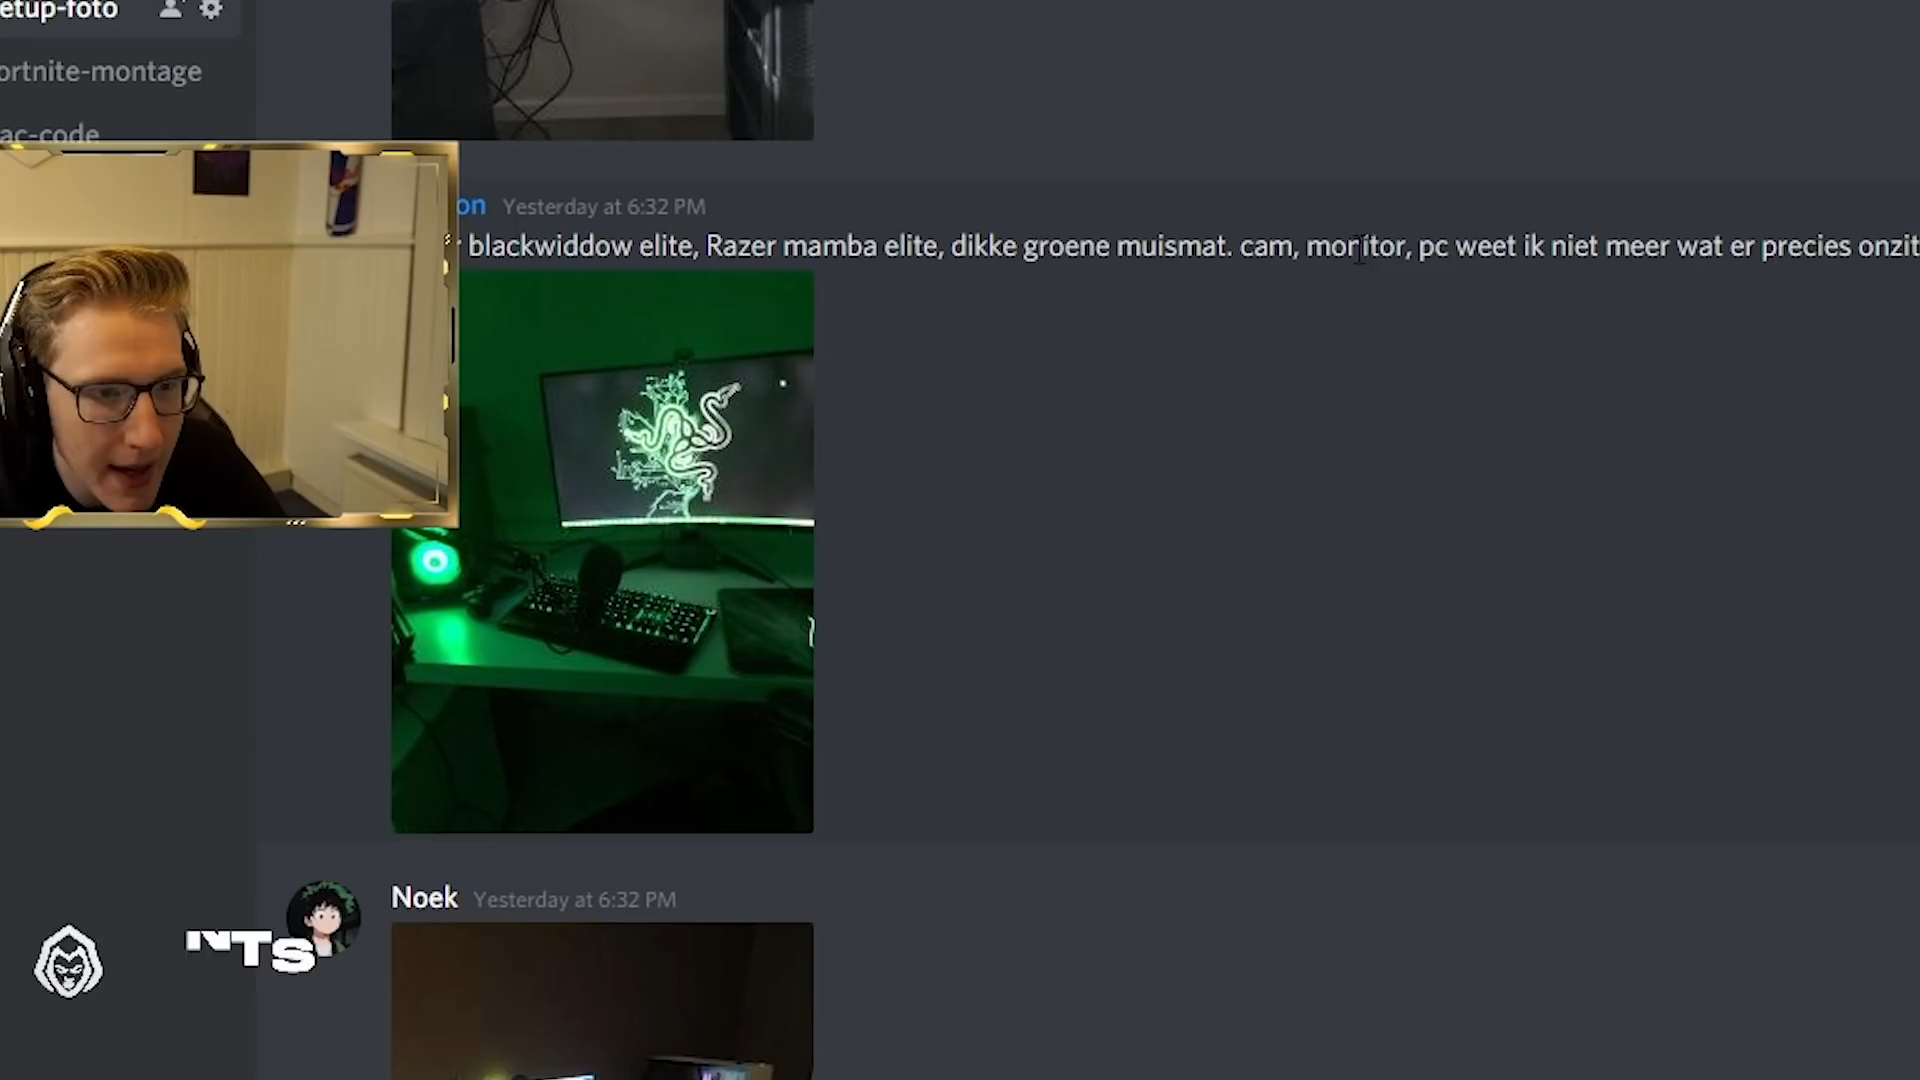 etup-foto
ortnite-montage
ac-code
on Yesterday at 6:32 PM
blackwiddow elite, Razer mamba elite, dikke groene muismat. cam, monitor, pc weet ik niet meer wat er precies onzit
Noek Yesterday at 6:32 PM
NTS